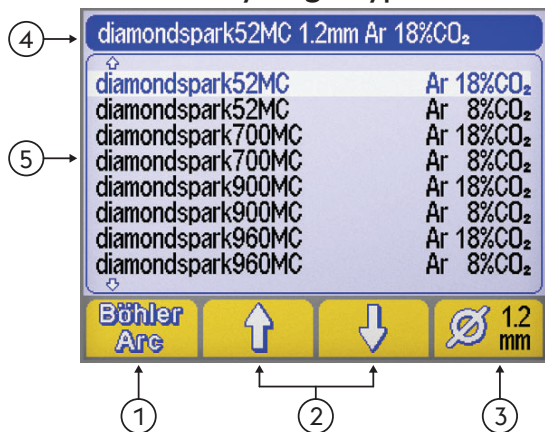 ④ diamondspark52MC 1.2mm Ar 18%CO₂
diamondspark52MC Ar 18%CO₂
diamondspark52MC Ar 8%CO₂
diamondspark700MC Ar 18%CO₂
⑤ diamondspark700MC Ar 8%CO₂
diamondspark900MC Ar 18%CO₂
diamondspark900MC Ar 8%CO₂
diamondspark960MC Ar 18%CO₂
diamondspark960MC Ar 8%CO₂
Böhler
Arc
Ø 1.2
mm
① ② ③